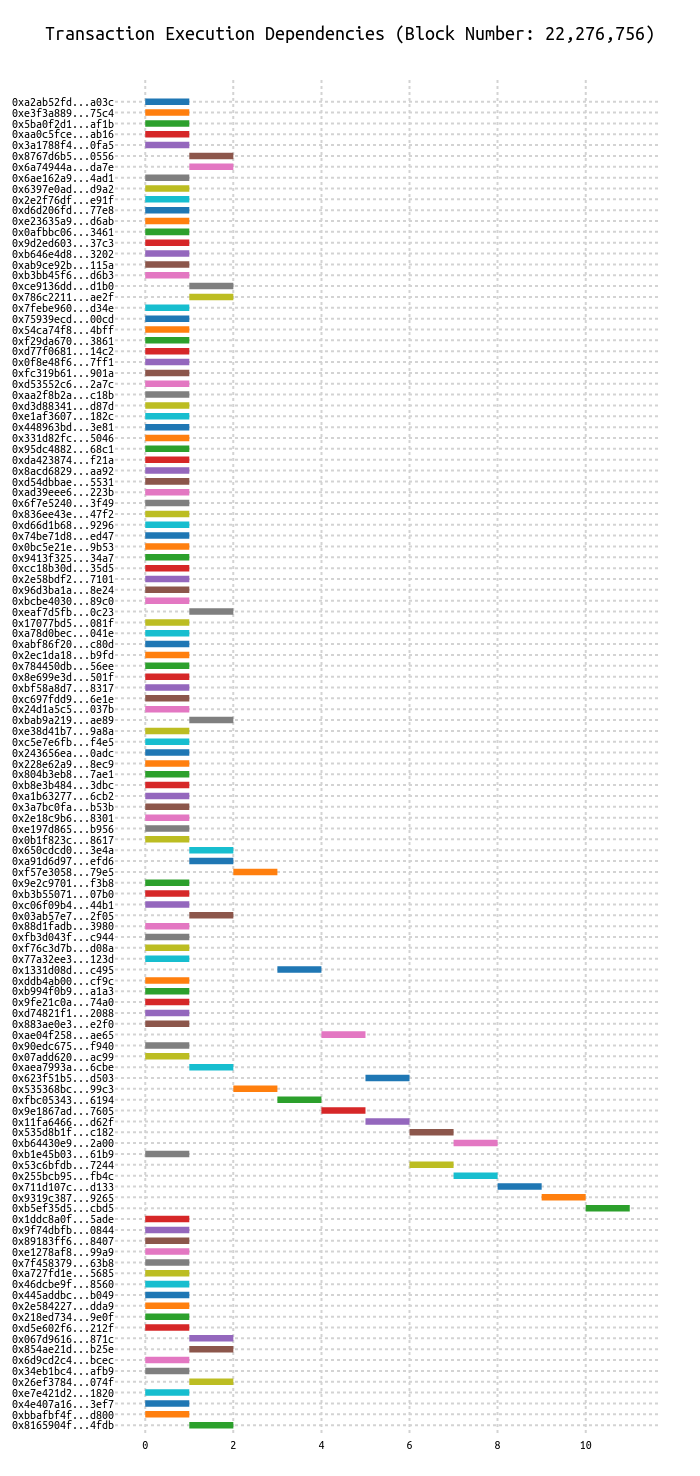 Transaction Execution Dependencies (Block Number: 22,276,756)
0xa2ab52fd...a03c
0xe3f3a889...75c4
0x5ba0f2d1...af1b
0xaa0c5fce...ab16
0x3a1788f4...0fa5
0x8767d6b5...0556
0x6a74944a...da7e
0x6ae162a9...4ad1
0x6397e0ad...d9a2
0x2e2f76df...e91f
0xd6d206fd...77e8
0xe23635a9...d6ab
0x0afbbc06...3461
0x9d2ed603...37c3
0xb646e4d8...3202
0xab9ce92b...115a
0xb3bb45f6...d6b3
0xce9136dd...d1b0
0x786c2211...ae2f
0x7febe960...d34e
0x75939ecd...00cd
0x54ca74f8...4bff
0xf29da670...3861
0xd77f0681...14c2
0x0f8e48f6...7ff1
0xfc319b61...901a
0xd53552c6...2a7c
0xaa2f8b2a...c18b
0xd3d88341...d87d
0xe1af3607...182c
0x448963bd...3e81
0x331d82fc...5046
0x95dc4882...68c1
0xda423874...f21a
0x8acd6829...aa92
0xd54dbbae...5531
0xad39eee6...223b
0x6f7e5240...3f49
0x836ee43e...47f2
0xd66d1b68...9296
0x74be71d8...ed47
0x0bc5e21e...9b53
0x9413f325...34a7
0xcc18b30d...35d5
0x2e58bdf2...7101
0x96d3ba1a...8e24
0xbcbe4030...89c0
0xeaf7d5fb...0c23
0x17077bd5...081f
0xa78d0bec...041e
0xabf86f20...c80d
0x2ec1da18...b9fd
0x784450db...56ee
0x8e699e3d...501f
0xbf58a8d7...8317
0xc697fdd9...6e1e
0x24d1a5c5...037b
0xbab9a219...ae89
0xe38d41b7...9a8a
0xc5e7e6fb...f4e5
0x243656ea...0adc
0x228e62a9...8ec9
0x804b3eb8...7ae1
0xb8e3b484...3dbc
0xa1b63277...6cb2
0x3a7bc0fa...b53b
0x2e18c9b6...8301
0xe197d865...b956
0x0b1f823c...8617
0x650cdcd0...3e4a
0xa91d6d97...efd6
0xf57e3058...79e5
0x9e2c9701...f3b8
0xb3b55071...07b0
0xc06f09b4...44b1
0x03ab57e7...2f05
0x88d1fadb...3980
0xfb3d043f...c944
0xf76c3d7b...d08a
0x77a32ee3...123d
0x1331d08d...c495
0xddb4ab00...cf9c
0xb994f0b9...a1a3
0x9fe21c0a...74a0
0xd74821f1...2088
0x883ae0e3...e2f0
0xae04f258...ae65
0x90edc675...f940
0x07add620...ac99
0xaea7993a...6cbe
0x623f51b5...d503
0x535368bc...99c3
0xfbc05343...6194
0x9e1867ad...7605
0x11fa6466...d62f
0x535d8b1f...c182
0xb64430e9...2a00
0xb1e45b03...61b9
0x53c6bfdb...7244
0x255bcb95...fb4c
0x711d107c...d133
0x9319c387...9265
0xb5ef35d5...cbd5
0x1ddc8a0f...5ade
0x9f74dbfb...0844
0x89183ff6...8407
0xe1278af8...99a9
0x7f458379...63b8
0xa727fd1e...5685
0x46dcbe9f...8560
0x445addbc...b049
0x2e584227...dda9
0x218ed734...9e0f
0xd5e602f6...212f
0x067d9616...871c
0x854ae21d...b25e
0x6d9cd2c4...bcec
0x34eb1bc4...afb9
0x26ef3784...074f
0xe7e421d2...1820
0x4e407a16...3ef7
0xbbafbf4f...d800
0x8165904f...4fdb
0 2 4 6 8 10